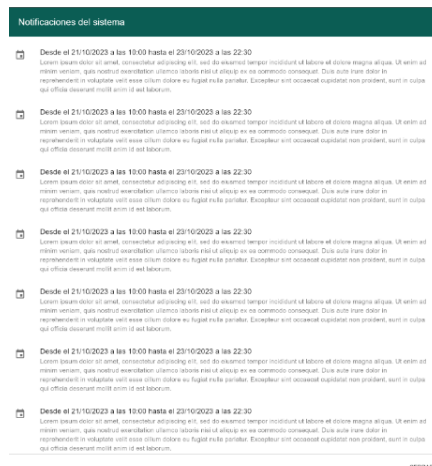 Notificaciones del sistema
Desde el 21/10/2023 a las 10:00 hasta el 23/10/2023 a las 22:30
Lorem ipsum dolor sit amet, consectetur adipiscing elit, sed do eiusmod tempor incididunt ut labore et dolore magna aliqua. Ut enim ad
minim veniam, quis nostrud exercitation ullamco laboris nisi ut aliquip ex ea commodo consequat. Duis aute irure dolor in
reprehenderit in voluptate velit esse cillum dolore eu fugiat nulla pariatur. Excepteur sint occaecat cupidatat non proident, sunt in culpa
qui officia deserunt mollit anim id est laborum.
Desde el 21/10/2023 a las 10:00 hasta el 23/10/2023 a las 22:30
Lorem ipsum dolor sit amet, consectetur adipiscing elit, sed do eiusmod tempor incididunt ut labore et dolore magna aliqua. Ut enim ad
minim veniam, quis nostrud exercitation ullamco laboris nisi ut aliquip ex ea commodo consequat. Duis aute irure dolor in
reprehenderit in voluptate velit esse cillum dolore eu fugiat nulla pariatur. Excepteur sint occaecat cupidatat non proident, sunt in culpa
qui officia deserunt mollit anim id est laborum.
Desde el 21/10/2023 a las 10:00 hasta el 23/10/2023 a las 22:30
Lorem ipsum dolor sit amet, consectetur adipiscing elit, sed do eiusmod tempor incididunt ut labore et dolore magna aliqua. Ut enim ad
minim veniam, quis nostrud exercitation ullamco laboris nisi ut aliquip ex ea commodo consequat. Duis aute irure dolor in
reprehenderit in voluptate velit esse cillum dolore eu fugiat nulla pariatur. Excepteur sint occaecat cupidatat non proident, sunt in culpa
qui officia deserunt mollit anim id est laborum.
Desde el 21/10/2023 a las 10:00 hasta el 23/10/2023 a las 22:30
Lorem ipsum dolor sit amet, consectetur adipiscing elit, sed do eiusmod tempor incididunt ut labore et dolore magna aliqua. Ut enim ad
minim veniam, quis nostrud exercitation ullamco laboris nisi ut aliquip ex ea commodo consequat. Duis aute irure dolor in
reprehenderit in voluptate velit esse cillum dolore eu fugiat nulla pariatur. Excepteur sint occaecat cupidatat non proident, sunt in culpa
qui officia deserunt mollit anim id est laborum.
Desde el 21/10/2023 a las 10:00 hasta el 23/10/2023 a las 22:30
Lorem ipsum dolor sit amet, consectetur adipiscing elit, sed do eiusmod tempor incididunt ut labore et dolore magna aliqua. Ut enim ad
minim veniam, quis nostrud exercitation ullamco laboris nisi ut aliquip ex ea commodo consequat. Duis aute irure dolor in
reprehenderit in voluptate velit esse cillum dolore eu fugiat nulla pariatur. Excepteur sint occaecat cupidatat non proident, sunt in culpa
qui officia deserunt mollit anim id est laborum.
Desde el 21/10/2023 a las 10:00 hasta el 23/10/2023 a las 22:30
Lorem ipsum dolor sit amet, consectetur adipiscing elit, sed do eiusmod tempor incididunt ut labore et dolore magna aliqua. Ut enim ad
minim veniam, quis nostrud exercitation ullamco laboris nisi ut aliquip ex ea commodo consequat. Duis aute irure dolor in
reprehenderit in voluptate velit esse cillum dolore eu fugiat nulla pariatur. Excepteur sint occaecat cupidatat non proident, sunt in culpa
qui officia deserunt mollit anim id est laborum.
Desde el 21/10/2023 a las 10:00 hasta el 23/10/2023 a las 22:30
Lorem ipsum dolor sit amet, consectetur adipiscing elit, sed do eiusmod tempor incididunt ut labore et dolore magna aliqua. Ut enim ad
minim veniam, quis nostrud exercitation ullamco laboris nisi ut aliquip ex ea commodo consequat. Duis aute irure dolor in
reprehenderit in voluptate velit esse cillum dolore eu fugiat nulla pariatur. Excepteur sint occaecat cupidatat non proident, sunt in culpa
qui officia deserunt mollit anim id est laborum.